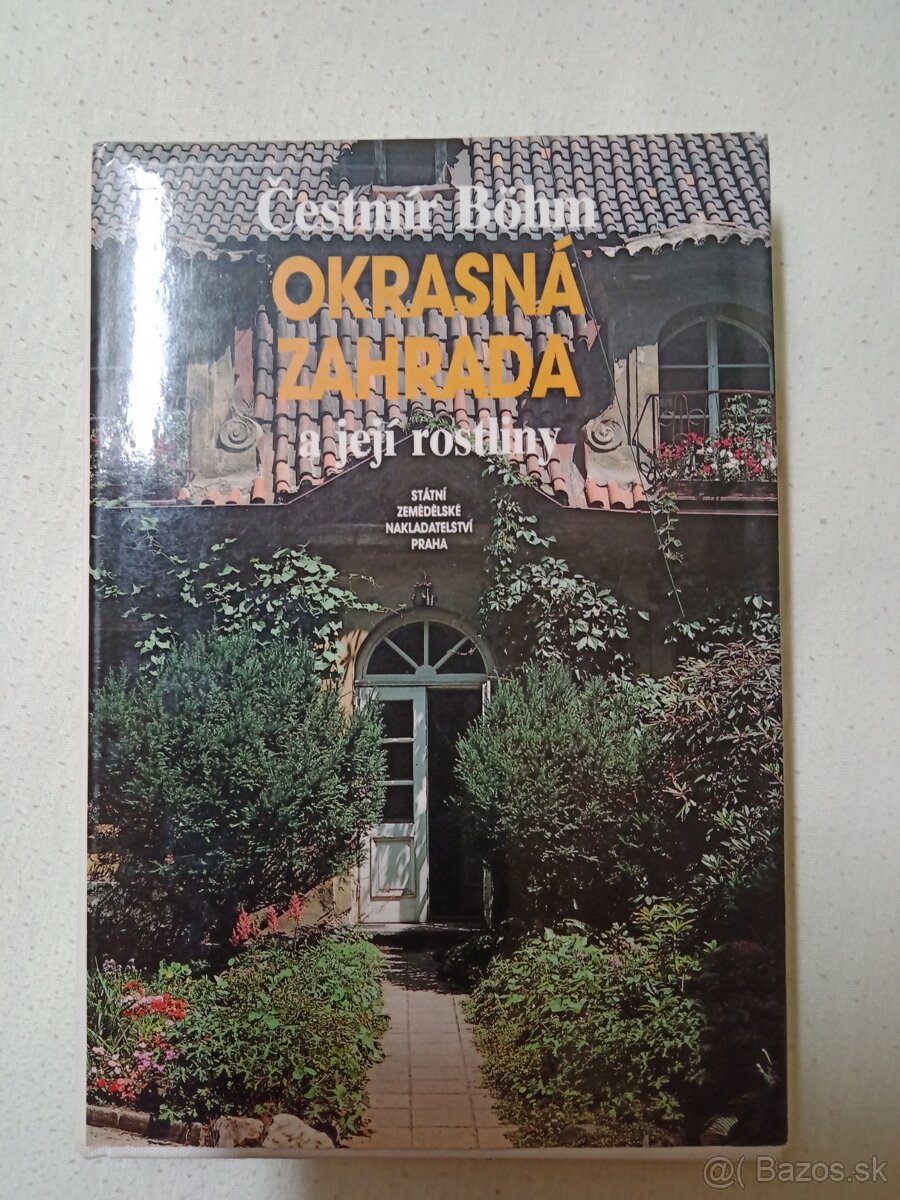 Čestmír Böhm
OKRASNÁ
ZAHRADA
a její rostliny
STÁTNÍ
ZEMĚDĚLSKÉ
NAKLADATELSTVÍ
PRAHA
@( Bazos.sk